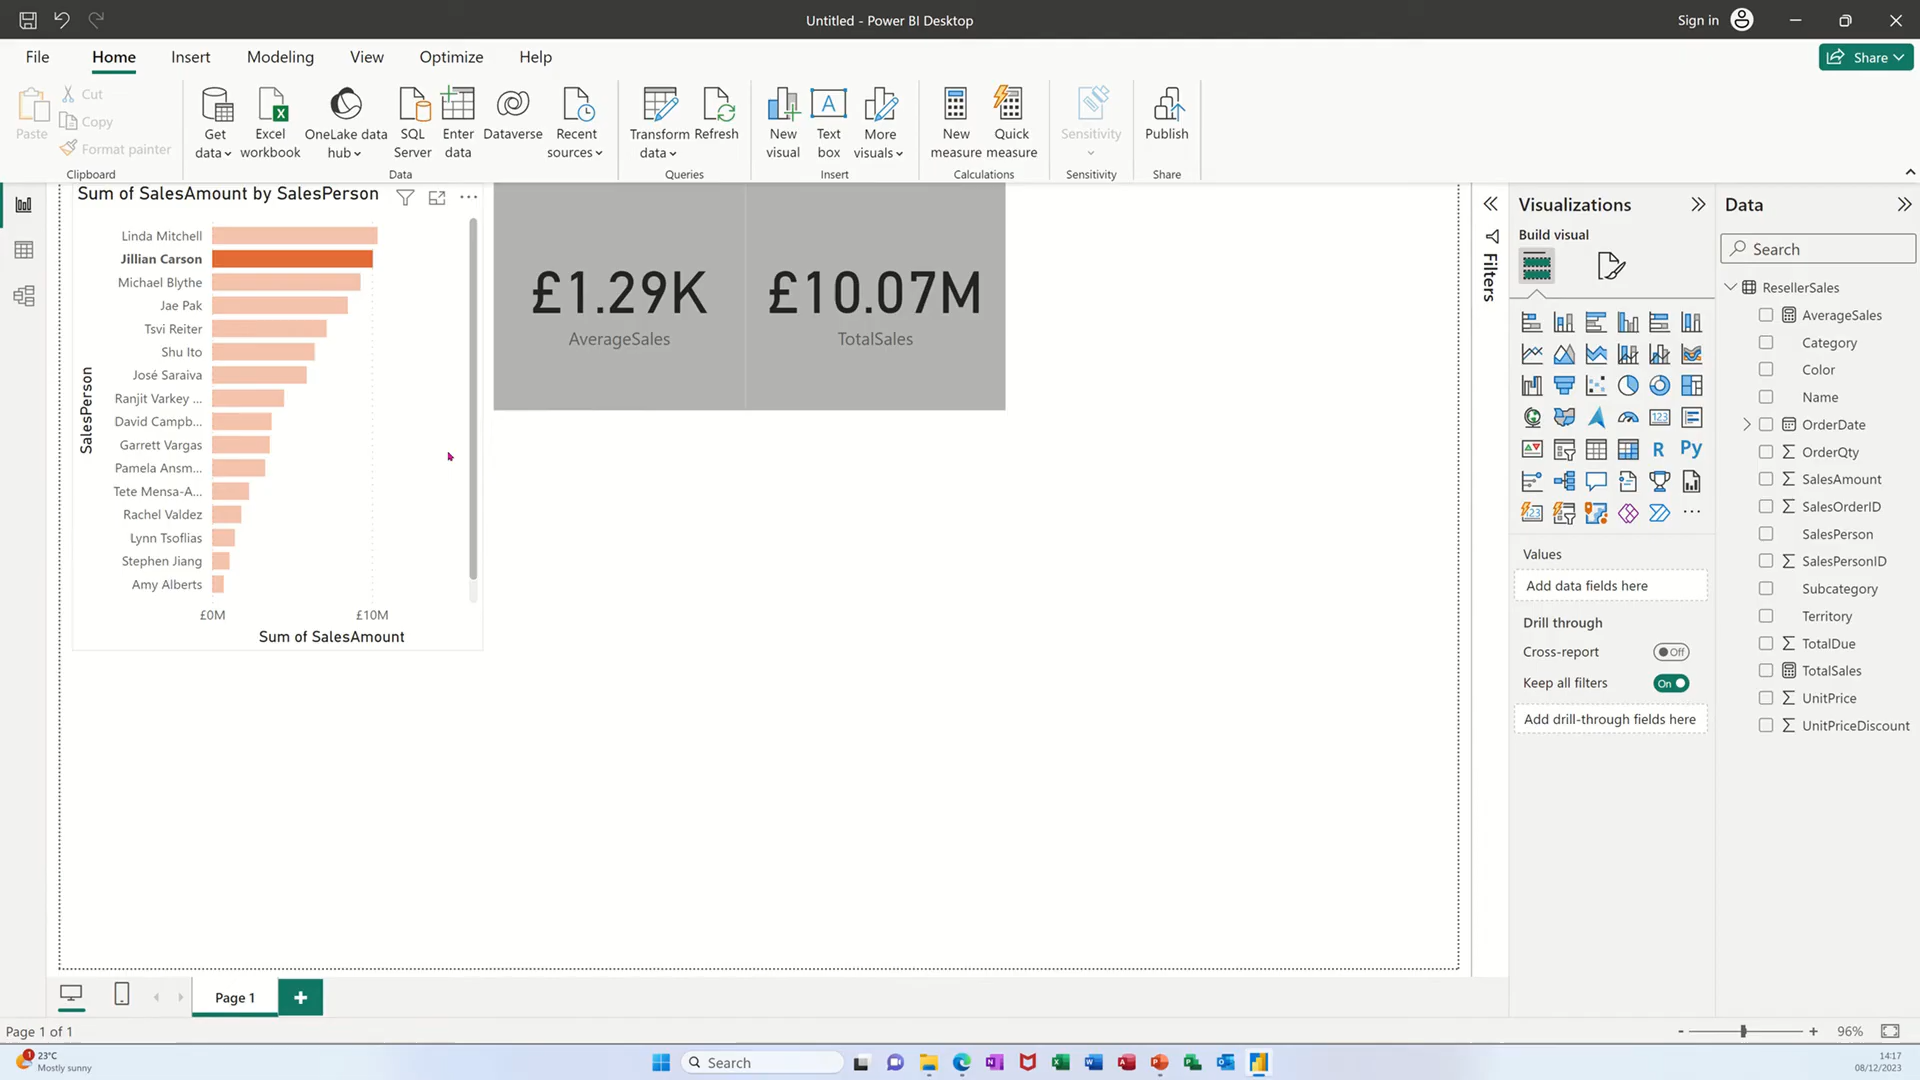 Untitled - Power BI Desktop
Sign in
File Home Insert Modeling View Optimize Help
Share
Paste
Cut
Copy
Format painter
Clipboard
Get data
Excel workbook
OneLake data hub
SQL Server
Enter data
Dataverse
Recent sources
Data
Transform data
Refresh
Queries
New visual
Text box
More visuals
Insert
New measure
Quick measure
Calculations
Sensitivity
Sensitivity
Publish
Share
Sum of SalesAmount by SalesPerson
SalesPerson
Linda Mitchell
Jillian Carson
Michael Blythe
Jae Pak
Tsvi Reiter
Shu Ito
José Saraiva
Ranjit Varkey ...
David Campb...
Garrett Vargas
Pamela Ansm...
Tete Mensa-A...
Rachel Valdez
Lynn Tsoflias
Stephen Jiang
Amy Alberts
£0M £10M
Sum of SalesAmount
£1.29K
AverageSales
£10.07M
TotalSales
Filters
Visualizations
Build visual
123
R
Py
123
Values
Add data fields here
Drill through
Cross-report
Off
Keep all filters
On
Add drill-through fields here
Data
Search
ResellerSales
AverageSales
Category
Color
Name
OrderDate
OrderQty
SalesAmount
SalesOrderID
SalesPerson
SalesPersonID
Subcategory
Territory
TotalDue
TotalSales
UnitPrice
UnitPriceDiscount
Page 1
Page 1 of 1
- + 96%
1
23°C
Mostly sunny
Search
14:17
08/12/2023